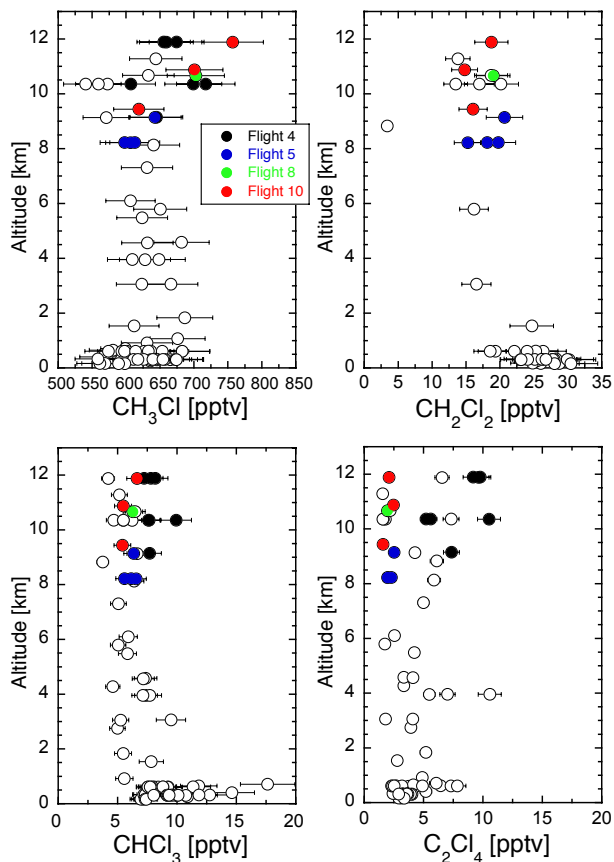 12
10
8
6
4
2
0
Altitude [km]
500 550 600 650 700 750 800 850
CH₃Cl [pptv]
Flight 4
Flight 5
Flight 8
Flight 10
12
10
8
6
4
2
0
Altitude [km]
0 5 10 15 20 25 30 35
CH₂Cl₂ [pptv]
12
10
8
6
4
2
0
Altitude [km]
0 5 10 15 20
CHCl₃ [pptv]
12
10
8
6
4
2
0
Altitude [km]
0 5 10 15 20
C₂Cl₄ [pptv]